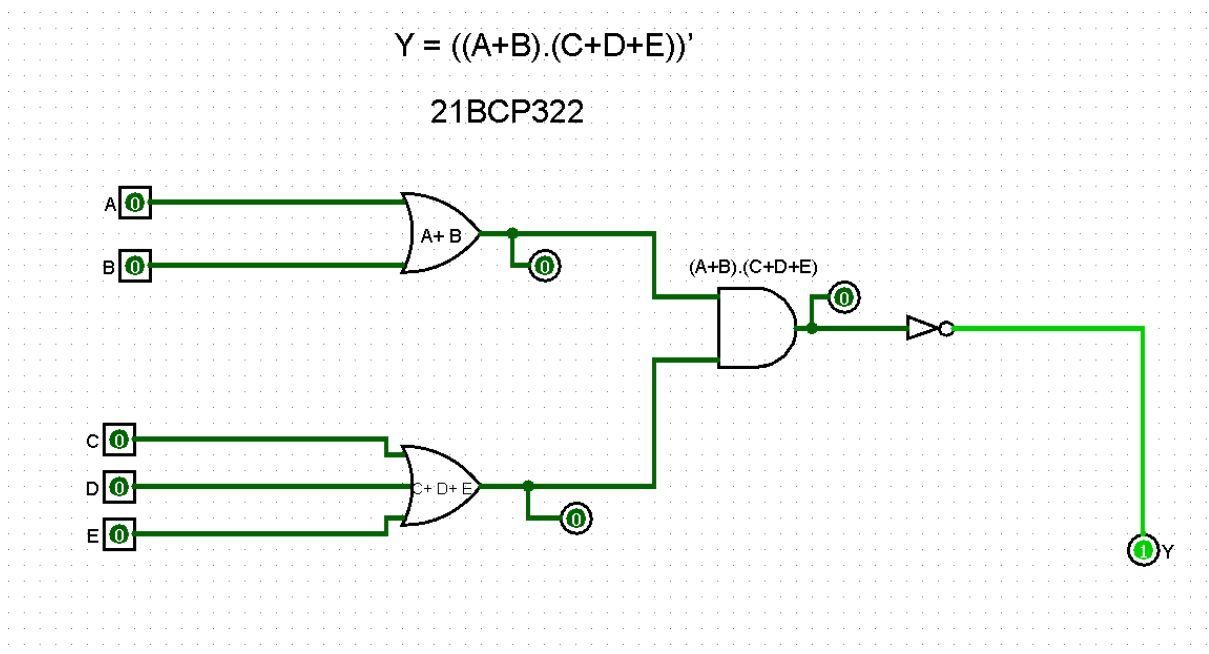 Y = ((A+B).(C+D+E))’
21BCP322
A 0
A+ B
B 0
0
(A+B).(C+D+E)
0
C 0
D 0
C+ D+ E
E 0
0
1 Y